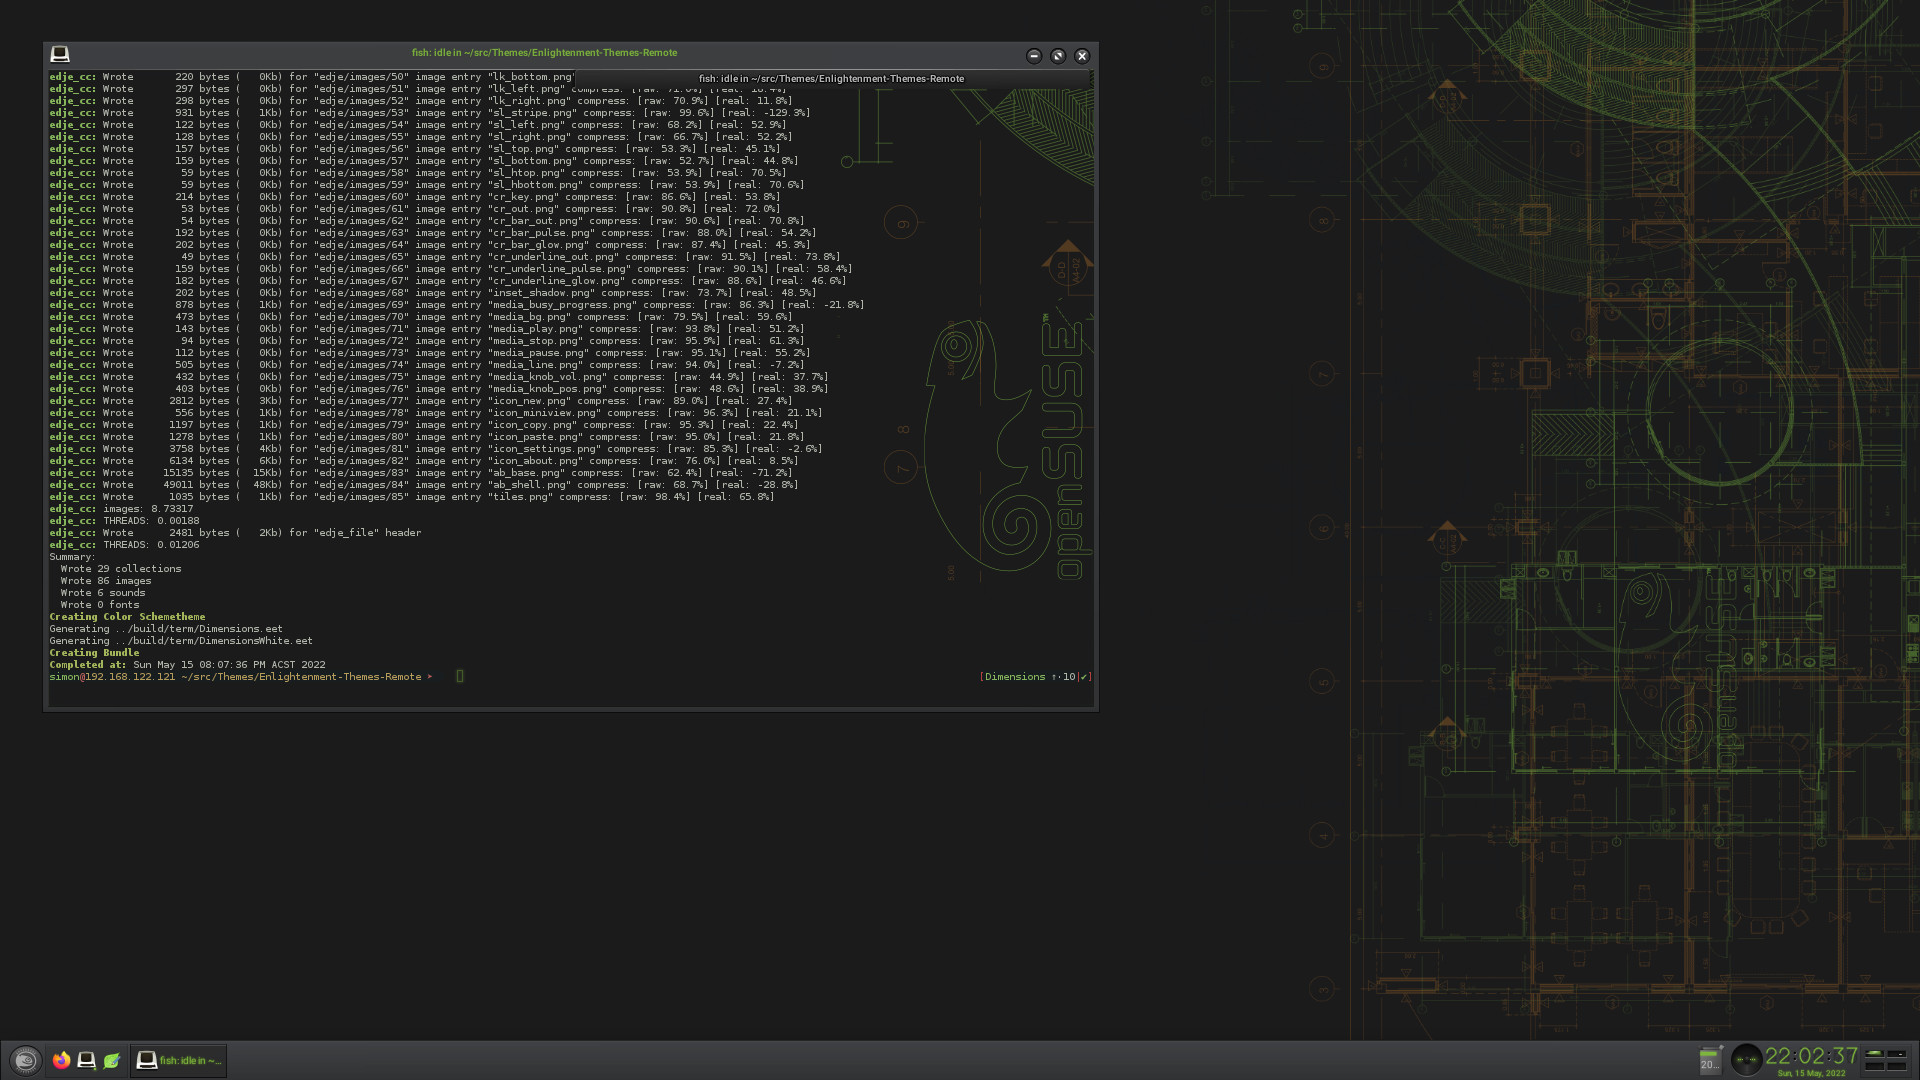 fish: idle in ~/src/Themes/Enlightenment-Themes-Remote
fish: idle in ~/src/Themes/Enlightenment-Themes-Remote
edje_cc: Wrote 220 bytes ( 0Kb) for "edje/images/50" image entry "lk_bottom.png"
edje_cc: Wrote 297 bytes ( 0Kb) for "edje/images/51" image entry "lk_left.png" compress: [raw: 71.6%] [real: 18.4%]
edje_cc: Wrote 298 bytes ( 0Kb) for "edje/images/52" image entry "lk_right.png" compress: [raw: 70.9%] [real: 11.8%]
edje_cc: Wrote 931 bytes ( 1Kb) for "edje/images/53" image entry "sl_stripe.png" compress: [raw: 99.6%] [real: -129.3%]
edje_cc: Wrote 122 bytes ( 0Kb) for "edje/images/54" image entry "sl_left.png" compress: [raw: 68.2%] [real: 52.9%]
edje_cc: Wrote 128 bytes ( 0Kb) for "edje/images/55" image entry "sl_right.png" compress: [raw: 66.7%] [real: 52.2%]
edje_cc: Wrote 157 bytes ( 0Kb) for "edje/images/56" image entry "sl_top.png" compress: [raw: 53.3%] [real: 45.1%]
edje_cc: Wrote 159 bytes ( 0Kb) for "edje/images/57" image entry "sl_bottom.png" compress: [raw: 52.7%] [real: 44.8%]
edje_cc: Wrote 59 bytes ( 0Kb) for "edje/images/58" image entry "sl_htop.png" compress: [raw: 53.9%] [real: 70.5%]
edje_cc: Wrote 59 bytes ( 0Kb) for "edje/images/59" image entry "sl_hbottom.png" compress: [raw: 53.9%] [real: 70.6%]
edje_cc: Wrote 214 bytes ( 0Kb) for "edje/images/60" image entry "cr_key.png" compress: [raw: 86.6%] [real: 53.8%]
edje_cc: Wrote 53 bytes ( 0Kb) for "edje/images/61" image entry "cr_out.png" compress: [raw: 90.8%] [real: 72.0%]
edje_cc: Wrote 54 bytes ( 0Kb) for "edje/images/62" image entry "cr_bar_out.png" compress: [raw: 90.6%] [real: 70.8%]
edje_cc: Wrote 192 bytes ( 0Kb) for "edje/images/63" image entry "cr_bar_pulse.png" compress: [raw: 88.0%] [real: 54.2%]
edje_cc: Wrote 202 bytes ( 0Kb) for "edje/images/64" image entry "cr_bar_glow.png" compress: [raw: 87.4%] [real: 45.3%]
edje_cc: Wrote 49 bytes ( 0Kb) for "edje/images/65" image entry "cr_underline_out.png" compress: [raw: 91.5%] [real: 73.8%]
edje_cc: Wrote 159 bytes ( 0Kb) for "edje/images/66" image entry "cr_underline_pulse.png" compress: [raw: 90.1%] [real: 58.4%]
edje_cc: Wrote 182 bytes ( 0Kb) for "edje/images/67" image entry "cr_underline_glow.png" compress: [raw: 88.6%] [real: 46.6%]
edje_cc: Wrote 202 bytes ( 0Kb) for "edje/images/68" image entry "inset_shadow.png" compress: [raw: 73.7%] [real: 48.5%]
edje_cc: Wrote 878 bytes ( 1Kb) for "edje/images/69" image entry "media_busy_progress.png" compress: [raw: 86.3%] [real: -21.8%]
edje_cc: Wrote 473 bytes ( 0Kb) for "edje/images/70" image entry "media_bg.png" compress: [raw: 79.5%] [real: 59.6%]
edje_cc: Wrote 143 bytes ( 0Kb) for "edje/images/71" image entry "media_play.png" compress: [raw: 93.8%] [real: 51.2%]
edje_cc: Wrote 94 bytes ( 0Kb) for "edje/images/72" image entry "media_stop.png" compress: [raw: 95.9%] [real: 61.3%]
edje_cc: Wrote 112 bytes ( 0Kb) for "edje/images/73" image entry "media_pause.png" compress: [raw: 95.1%] [real: 55.2%]
edje_cc: Wrote 505 bytes ( 0Kb) for "edje/images/74" image entry "media_line.png" compress: [raw: 94.0%] [real: -7.2%]
edje_cc: Wrote 432 bytes ( 0Kb) for "edje/images/75" image entry "media_knob_vol.png" compress: [raw: 44.9%] [real: 37.7%]
edje_cc: Wrote 403 bytes ( 0Kb) for "edje/images/76" image entry "media_knob_pos.png" compress: [raw: 48.6%] [real: 38.9%]
edje_cc: Wrote 2812 bytes ( 3Kb) for "edje/images/77" image entry "icon_new.png" compress: [raw: 89.0%] [real: 27.4%]
edje_cc: Wrote 556 bytes ( 1Kb) for "edje/images/78" image entry "icon_miniview.png" compress: [raw: 96.3%] [real: 21.1%]
edje_cc: Wrote 1197 bytes ( 1Kb) for "edje/images/79" image entry "icon_copy.png" compress: [raw: 95.3%] [real: 22.4%]
edje_cc: Wrote 1278 bytes ( 1Kb) for "edje/images/80" image entry "icon_paste.png" compress: [raw: 95.0%] [real: 21.8%]
edje_cc: Wrote 3758 bytes ( 4Kb) for "edje/images/81" image entry "icon_settings.png" compress: [raw: 85.3%] [real: -2.6%]
edje_cc: Wrote 6134 bytes ( 6Kb) for "edje/images/82" image entry "icon_about.png" compress: [raw: 76.0%] [real: 8.5%]
edje_cc: Wrote 15135 bytes ( 15Kb) for "edje/images/83" image entry "ab_base.png" compress: [raw: 62.4%] [real: -71.2%]
edje_cc: Wrote 49011 bytes ( 48Kb) for "edje/images/84" image entry "ab_shell.png" compress: [raw: 68.7%] [real: -28.8%]
edje_cc: Wrote 1035 bytes ( 1Kb) for "edje/images/85" image entry "tiles.png" compress: [raw: 98.4%] [real: 65.8%]
edje_cc: images: 8.73317
edje_cc: THREADS: 0.00188
edje_cc: Wrote 2481 bytes ( 2Kb) for "edje_file" header
edje_cc: THREADS: 0.01206
Summary:
Wrote 29 collections
Wrote 86 images
Wrote 6 sounds
Wrote 0 fonts
Creating Color Schemetheme
Generating ../build/term/Dimensions.eet
Generating ../build/term/DimensionsWhite.eet
Creating Bundle
Completed at: Sun May 15 08:07:36 PM ACST 2022
simon@192.168.122.121 ~/src/Themes/Enlightenment-Themes-Remote ➤
[Dimensions ↑·10|✔]
openSUSE
D-D
A4-02
9
8
7
9
8
7
6
5
4
3
openSUSE
fish: idle in ~...
20...
22:02:37
Sun, 15 May, 2022